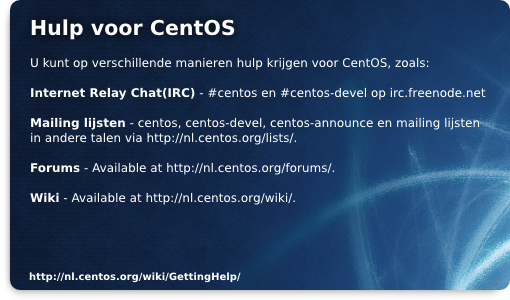 Hulp voor CentOS
U kunt op verschillende manieren hulp krijgen voor CentOS, zoals:
Internet Relay Chat(IRC) - #centos en #centos-devel op irc.freenode.net
Mailing lijsten - centos, centos-devel, centos-announce en mailing lijsten
in andere talen via http://nl.centos.org/lists/.
Forums - Available at http://nl.centos.org/forums/.
Wiki - Available at http://nl.centos.org/wiki/.
http://nl.centos.org/wiki/GettingHelp/